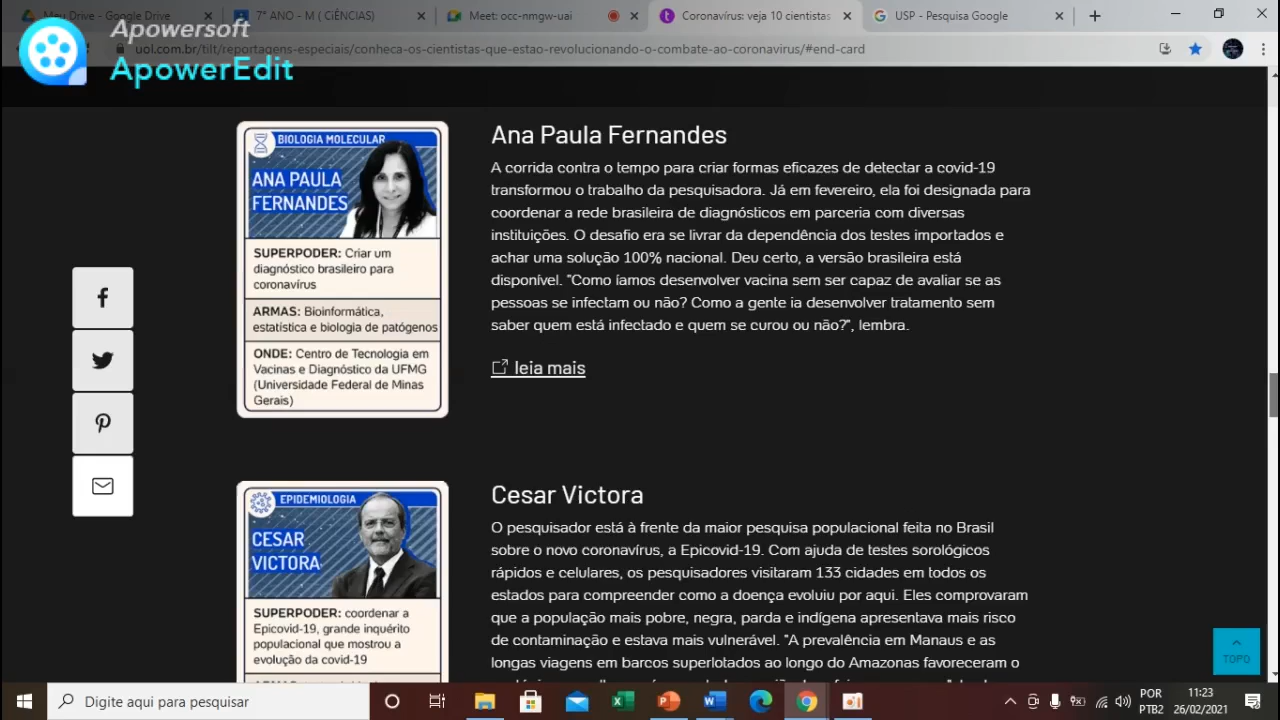 Meu Drive - Google Drive
7° ANO - M ( CIÊNCIAS)
Meet: occ-nmgw-uai
Coronavírus: veja 10 cientistas
USP - Pesquisa Google
Apowersoft
ApowerEdit
uol.com.br/tilt/reportagens-especiais/conheca-os-cientistas-que-estao-revolucionando-o-combate-ao-coronavirus/#end-card
BIOLOGIA MOLECULAR
ANA PAULA
FERNANDES
SUPERPODER: Criar um
diagnóstico brasileiro para
coronavírus
ARMAS: Bioinformática,
estatística e biologia de patógenos
ONDE: Centro de Tecnologia em
Vacinas e Diagnóstico da UFMG
(Universidade Federal de Minas
Gerais)
Ana Paula Fernandes
A corrida contra o tempo para criar formas eficazes de detectar a covid-19
transformou o trabalho da pesquisadora. Já em fevereiro, ela foi designada para
coordenar a rede brasileira de diagnósticos em parceria com diversas
instituições. O desafio era se livrar da dependência dos testes importados e
achar uma solução 100% nacional. Deu certo, a versão brasileira está
disponível. "Como íamos desenvolver vacina sem ser capaz de avaliar se as
pessoas se infectam ou não? Como a gente ia desenvolver tratamento sem
saber quem está infectado e quem se curou ou não?", lembra.
leia mais
EPIDEMIOLOGIA
CESAR
VICTORA
SUPERPODER: coordenar a
Epicovid-19, grande inquérito
populacional que mostrou a
evolução da covid-19
Cesar Victora
O pesquisador está à frente da maior pesquisa populacional feita no Brasil
sobre o novo coronavírus, a Epicovid-19. Com ajuda de testes sorológicos
rápidos e celulares, os pesquisadores visitaram 133 cidades em todos os
estados para compreender como a doença evoluiu por aqui. Eles comprovaram
que a população mais pobre, negra, parda e indígena apresentava mais risco
de contaminação e estava mais vulnerável. "A prevalência em Manaus e as
longas viagens em barcos superlotados ao longo do Amazonas favoreceram o
TOPO
Digite aqui para pesquisar
POR
PTB2
11:23
26/02/2021